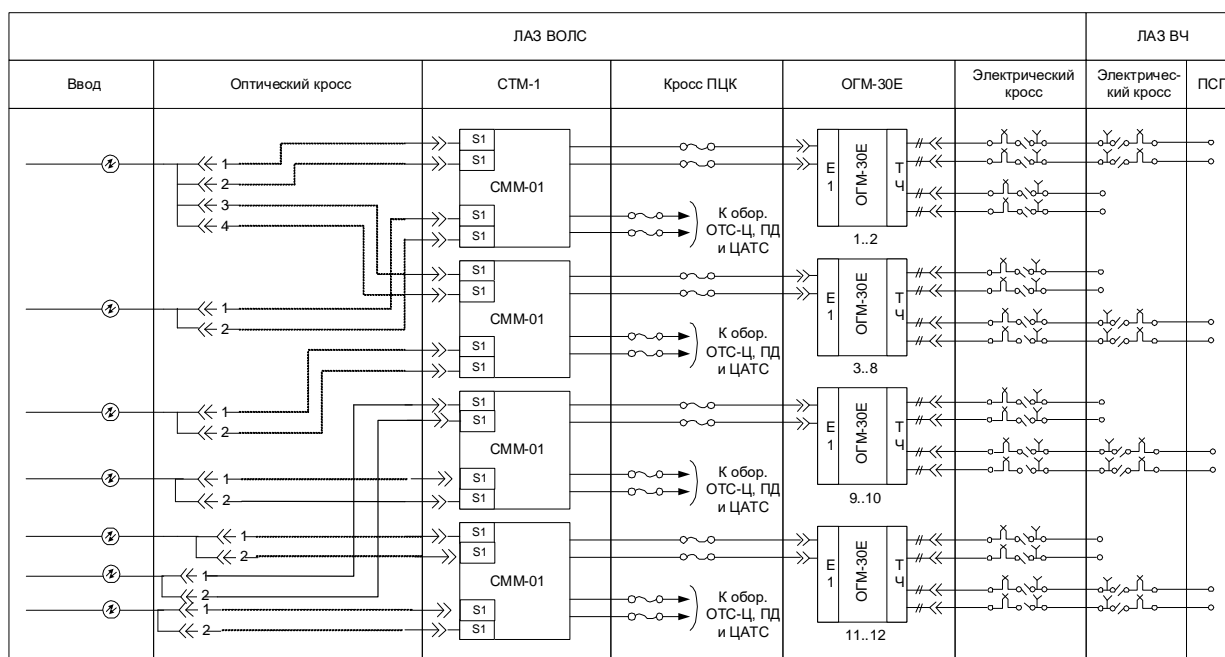 ЛАЗ ВОЛС
ЛАЗ ВЧ
Ввод
Оптический кросс
СТМ-1
Кросс ПЦК
ОГМ-30Е
Электрический
кросс
Электричес-
кий кросс
ПСП
1
2
3
4
S1
S1
СММ-01
S1
S1
К обор.
ОТС-Ц, ПД
и ЦАТС
Е
1
ОГМ-30Е
Т
Ч
1..2
1
2
S1
S1
СММ-01
S1
S1
К обор.
ОТС-Ц, ПД
и ЦАТС
Е
1
ОГМ-30Е
Т
Ч
3..8
1
2
S1
S1
СММ-01
S1
S1
1
2
К обор.
ОТС-Ц, ПД
и ЦАТС
Е
1
ОГМ-30Е
Т
Ч
9..10
1
2
1
2
1
2
S1
S1
СММ-01
S1
S1
К обор.
ОТС-Ц, ПД
и ЦАТС
Е
1
ОГМ-30Е
Т
Ч
11..12